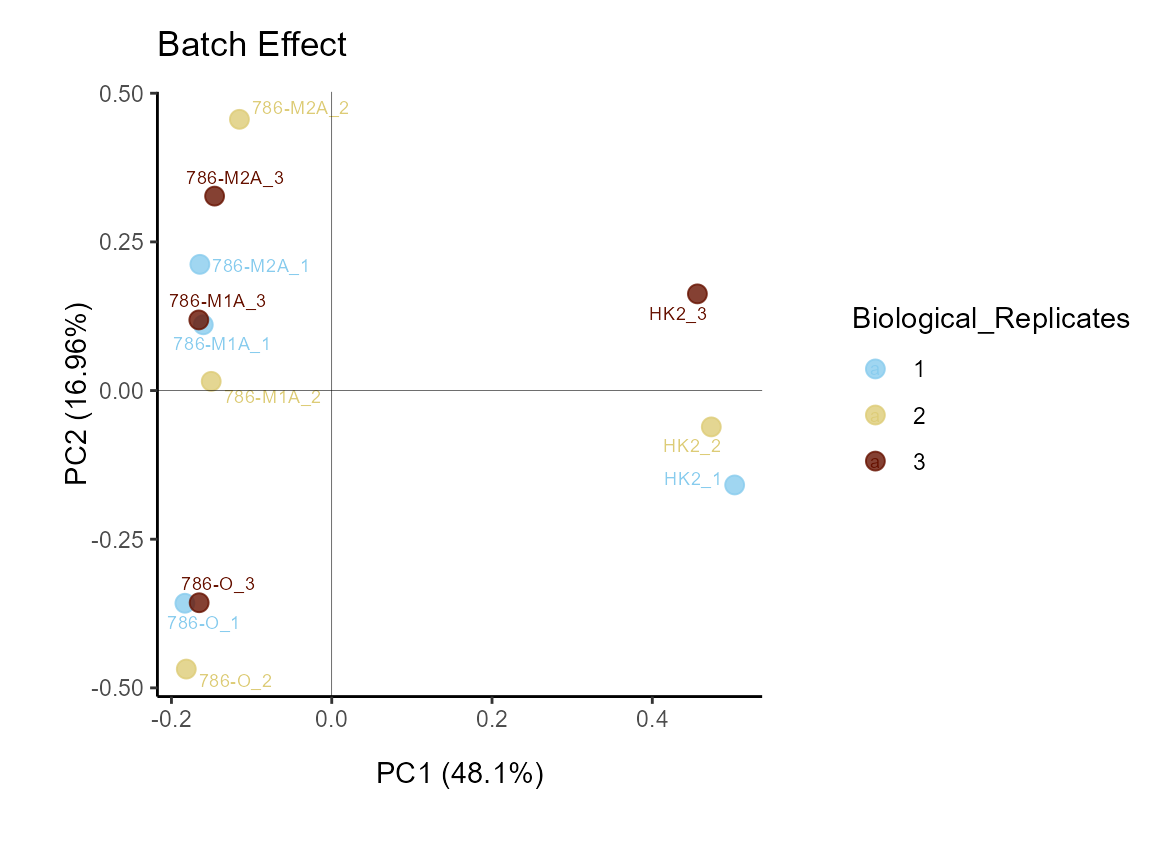 Batch Effect
0.50
786-M2A_2
786-M2A_3
0.25
786-M2A_1
786-M1A_3
HK2_3
786-M1A_1
0.00
786-M1A_2
HK2_2
HK2_1
-0.25
786-O_3
786-O_1
786-O_2
-0.50
-0.2 0.0 0.2 0.4
PC1 (48.1%)
PC2 (16.96%)
Biological_Replicates
a 1
a 2
a 3